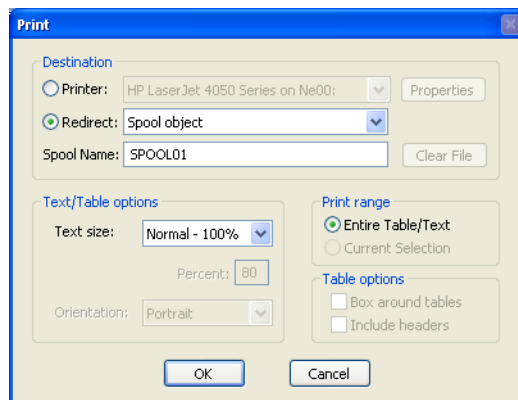 Print
Destination
Printer: HP LaserJet 4050 Series on Ne00: Properties
Redirect: Spool object
Spool Name: SPOOL01 Clear File
Text/Table options
Text size: Normal - 100%
Percent: 80
Orientation: Portrait
Print range
Entire Table/Text
Current Selection
Table options
Box around tables
Include headers
OK Cancel